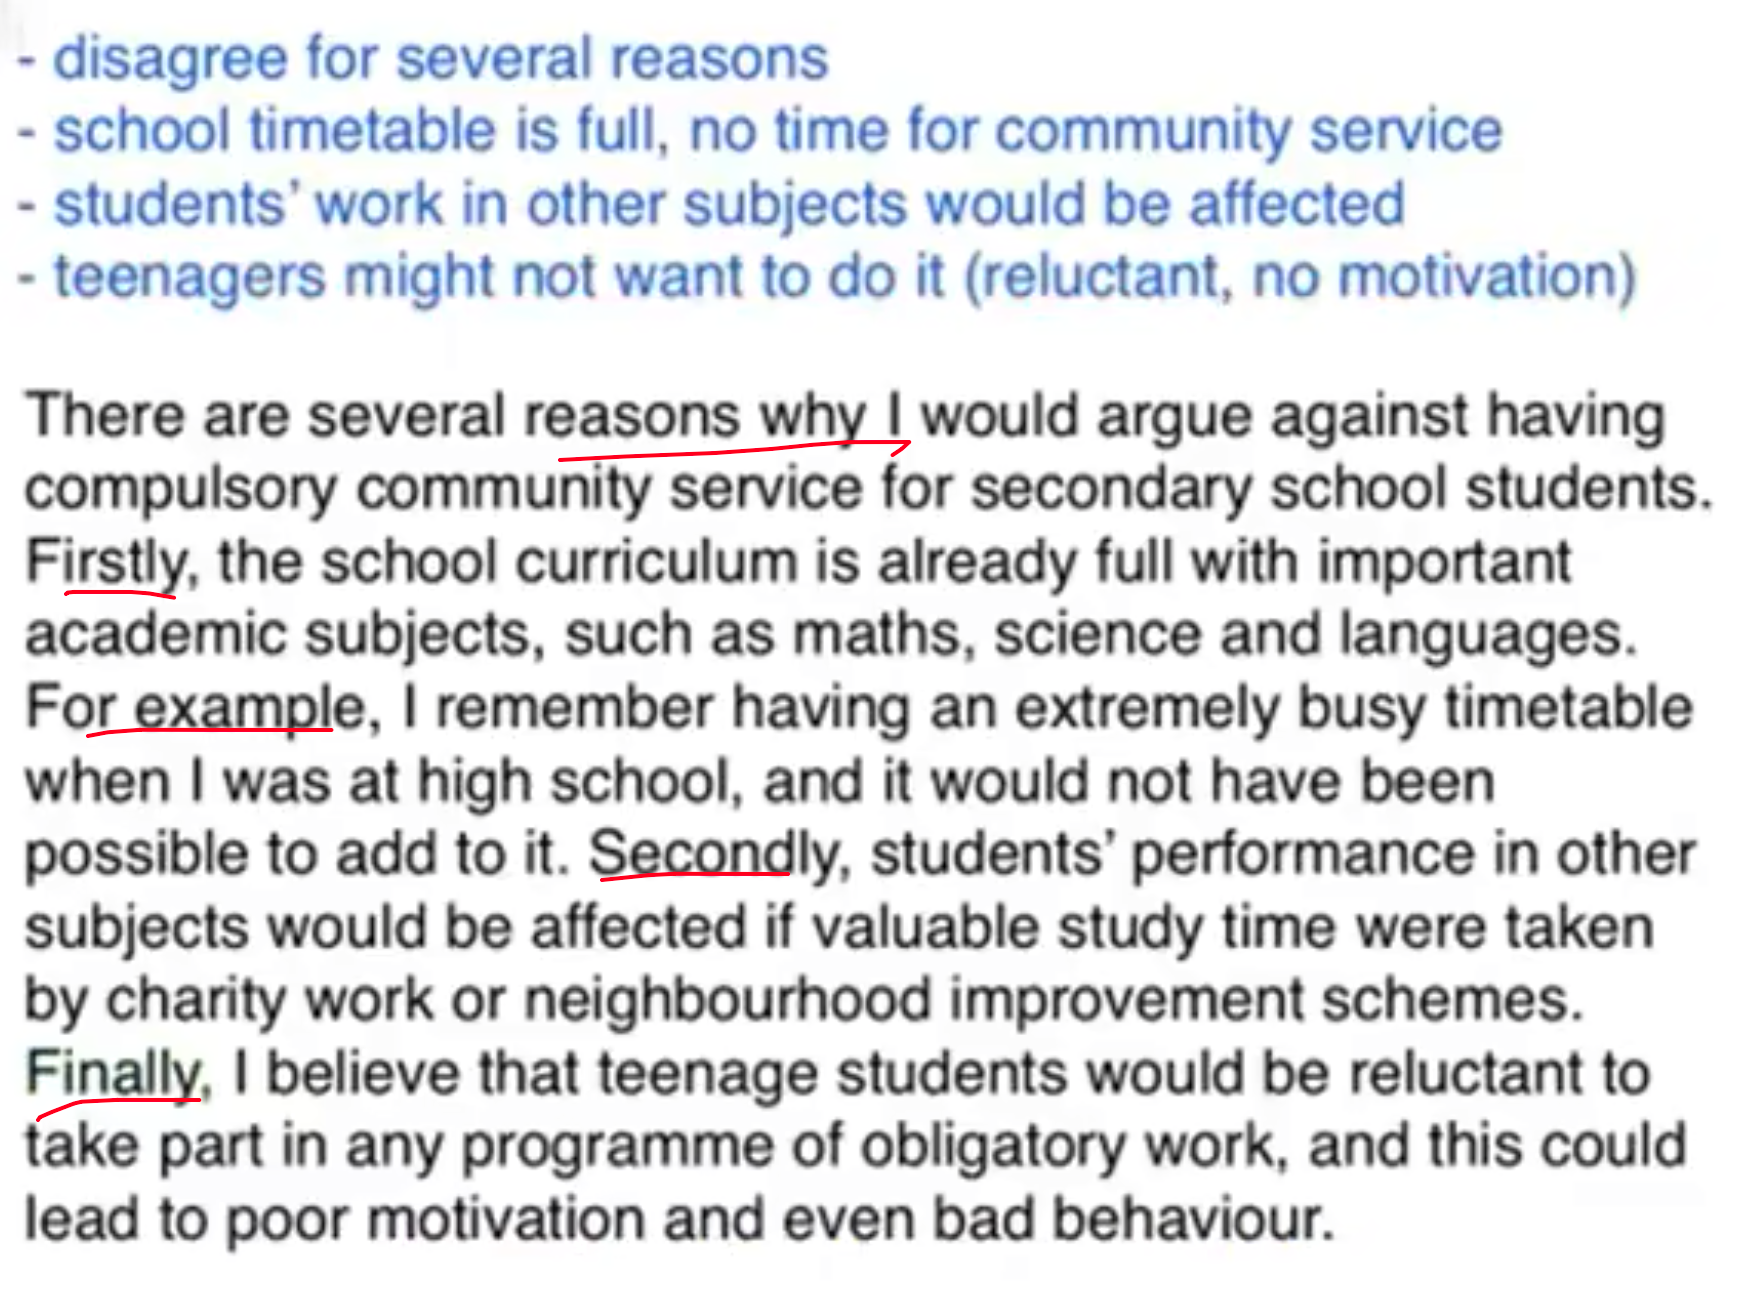 - disagree for several reasons
- school timetable is full, no time for community service
- students’ work in other subjects would be affected
- teenagers might not want to do it (reluctant, no motivation)
There are several reasons why I would argue against having
compulsory community service for secondary school students.
Firstly, the school curriculum is already full with important
academic subjects, such as maths, science and languages.
For example, I remember having an extremely busy timetable
when I was at high school, and it would not have been
possible to add to it. Secondly, students’ performance in other
subjects would be affected if valuable study time were taken
by charity work or neighbourhood improvement schemes.
Finally, I believe that teenage students would be reluctant to
take part in any programme of obligatory work, and this could
lead to poor motivation and even bad behaviour.